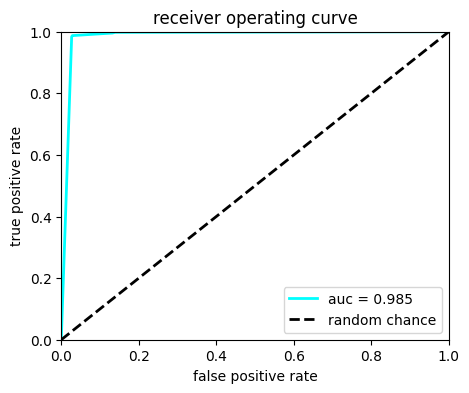 receiver operating curve
true positive rate
1.0
0.8
0.6
0.4
0.2
0.0
auc = 0.985
random chance
0.0 0.2 0.4 0.6 0.8 1.0
false positive rate